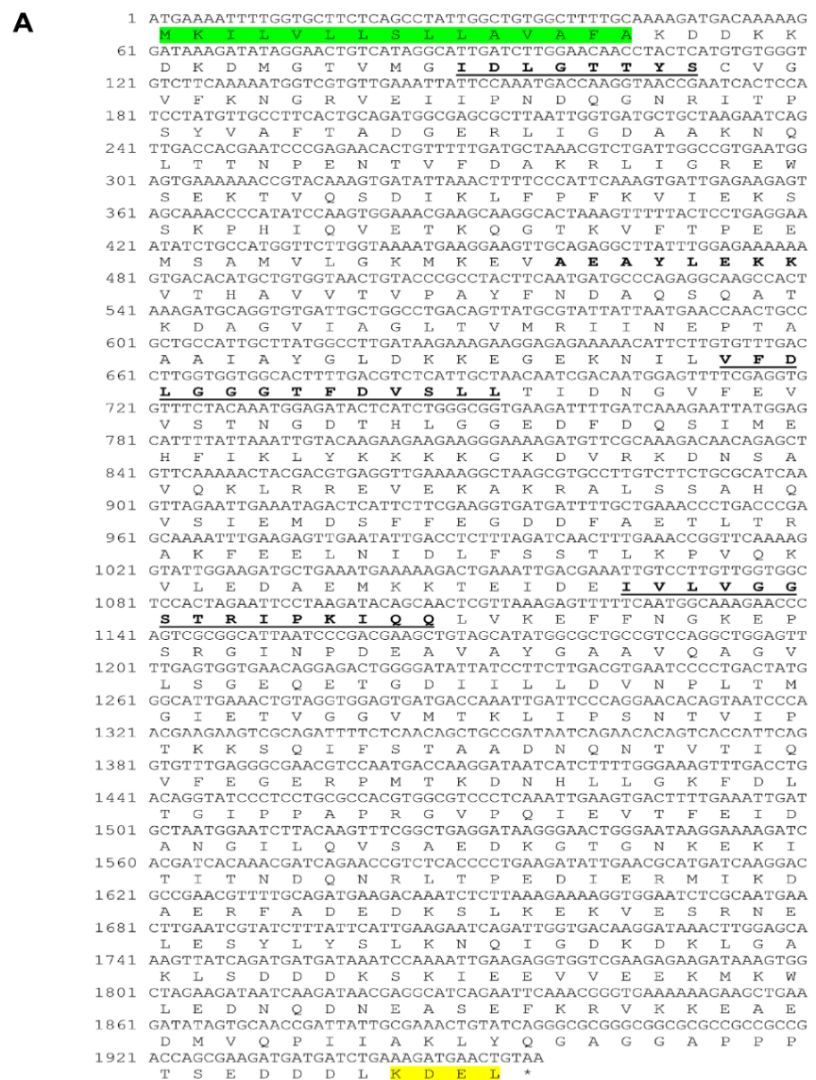 A
1 ATGAAAATTTTGGTGCTTCTCAGCCTATTGGCTGTGGCTTTTGCAAAAGATGACAAAAAG
M K I L V L L S L L A V A F A K D D K K
61 GATAAAGATATAGGAACTGTCATAGGCATTGATCTTGGAACAACCTACTCATGTGTGGGT
D K D M G T V M G I D L G T T Y S C V G
121 GTCTTCAAAAATGGTCGTGTTGAAATTATTCCAAATGACCAAGGTAACCGAATCACTCCA
V F K N G R V E I I P N D Q G N R I T P
181 TCCTATGTTGCCTTCACTGCAGATGGCGAGCGCTTAATTGGTGATGCTGCTAAGAATCAG
S Y V A F T A D G E R L I G D A A K N Q
241 TTGACCACGAATCCCGAGAACACTGTTTTTGATGCTAAACGTCTGATTGGCCGTGAATGG
L T T N P E N T V F D A K R L I G R E W
301 AGTGAAAAAACCGTACAAAGTGATATTAAACTTTTCCCATTCAAAGTGATTGAGAAGAGT
S E K T V Q S D I K L F P F K V I E K S
361 AGCAAACCCCATATCCAAGTGGAAACGAAGCAAGGCACTAAAGTTTTTACTCCTGAGGAA
S K P H I Q V E T K Q G T K V F T P E E
421 ATATCTGCCATGGTTCTTGGTAAAATGAAGGAAGTTGCAGAGGCTTATTTGGAGAAAAAA
M S A M V L G K M K E V A E A Y L E K K
481 GTGACACATGCTGTGGTAACTGTACCCGCCTACTTCAATGATGCCCAGAGGCAAGCCACT
V T H A V V T V P A Y F N D A Q S Q A T
541 AAAGATGCAGGTGTGATTGCTGGCCTGACAGTTATGCGTATTATTAATGAACCAACTGCC
K D A G V I A G L T V M R I I N E P T A
601 GCTGCCATTGCTTATGGCCTTGATAAGAAAGAAGGAGAGAAAAACATTCTTGTGTTTGAC
A A I A Y G L D K K E G E K N I L V F D
661 CTTGGTGGTGGCACTTTTGACGTCTCATTGCTAACAATCGACAATGGAGTTTTCGAGGTG
L G G G T F D V S L L T I D N G V F E V
721 GTTTCTACAAATGGAGATACTCATCTGGGCGGTGAAGATTTTGATCAAAGAATTATGGAG
V S T N G D T H L G G E D F D Q S I M E
781 CATTTTATTAAATTGTACAAGAAGAAGAAGGGAAAAGATGTTCGCAAAGACAACAGAGCT
H F I K L Y K K K K G K D V R K D N S A
841 GTTCAAAAACTACGACGTGAGGTTGAAAAGGCTAAGCGTGCCTTGTCTTCTGCGCATCAA
V Q K L R R E V E K A K R A L S S A H Q
901 GTTAGAATTGAAATAGACTCATTCTTCGAAGGTGATGATTTTGCTGAAACCCTGACCCGA
V S I E M D S F F E G D D F A E T L T R
961 GCAAAATTTGAAGAGTTGAATATTGACCTCTTTAGATCAACTTTGAAACCGGTTCAAAAG
A K F E E L N I D L F S S T L K P V Q K
1021 GTATTGGAAGATGCTGAAATGAAAAAGACTGAAATTGACGAAATTGTCCTTGTTGGTGGC
V L E D A E M K K T E I D E I V L V G G
1081 TCCACTAGAATTCCTAAGATACAGCAACTCGTTAAAGAGTTTTTCAATGGCAAAGAACCC
S T R I P K I Q Q L V K E F F N G K E P
1141 AGTCGCGGCATTAATCCCGACGAAGCTGTAGCATATGGCGCTGCCGTCCAGGCTGGAGTT
S R G I N P D E A V A Y G A A V Q A G V
1201 TTGAGTGGTGAACAGGAGACTGGGGATATTATCCTTCTTGACGTGAATCCCCTGACTATG
L S G E Q E T G D I I L L D V N P L T M
1261 GGCATTGAAACTGTAGGTGGAGTGATGACCAAATTGATTCCCAGGAACACAGTAATCCCA
G I E T V G G V M T K L I P S N T V I P
1321 ACGAAGAAGTCGCAGATTTTCTCAACAGCTGCCGATAATCAGAACACAGTCACCATTCAG
T K K S Q I F S T A A D N Q N T V T I Q
1381 GTGTTTGAGGGCGAACGTCCAATGACCAAGGATAATCATCTTTTGGGAAAGTTTGACCTG
V F E G E R P M T K D N H L L G K F D L
1441 ACAGGTATCCCTCCTGCGCCACGTGGCGTCCCTCAAATTGAAGTGACTTTTGAAATTGAT
T G I P P A P R G V P Q I E V T F E I D
1501 GCTAATGGAATCTTACAAGTTTCGGCTGAGGATAAGGGAACTGGGAATAAGGAAAAGATC
A N G I L Q V S A E D K G T G N K E K I
1560 ACGATCACAAACGATCAGAACCGTCTCACCCCTGAAGATATTGAACGCATGATCAAGGAC
T I T N D Q N R L T P E D I E R M I K D
1621 GCCGAACGTTTTGCAGATGAAGACAAATCTCTTAAAGAAAAGGTGGAATCTCGCAATGAA
A E R F A D E D K S L K E K V E S R N E
1681 CTTGAATCGTATCTTTATTCATTGAAGAATCAGATTGGTGACAAGGATAAACTTGGAGCA
L E S Y L Y S L K N Q I G D K D K L G A
1741 AAGTTATCAGATGATGATAAATCCAAAATTGAAGAGGTGGTCGAAGAGAAGATAAAGTGG
K L S D D D K S K I E E V V E E K M K W
1801 CTAGAAGATAATCAAGATAACGAGGCATCAGAATTCAAACGGGTGAAAAAAGAAGCTGAA
L E D N Q D N E A S E F K R V K K E A E
1861 GATATAGTGCAACCGATTATTGCGAAACTGTATCAGGGCGCGGGCGGCGCGCCGCCGCCG
D M V Q P I I A K L Y Q G A G G A P P P
1921 ACCAGCGAAGATGATGATCTGAAAGATGAACTGTAA
T S E D D D L K D E L *